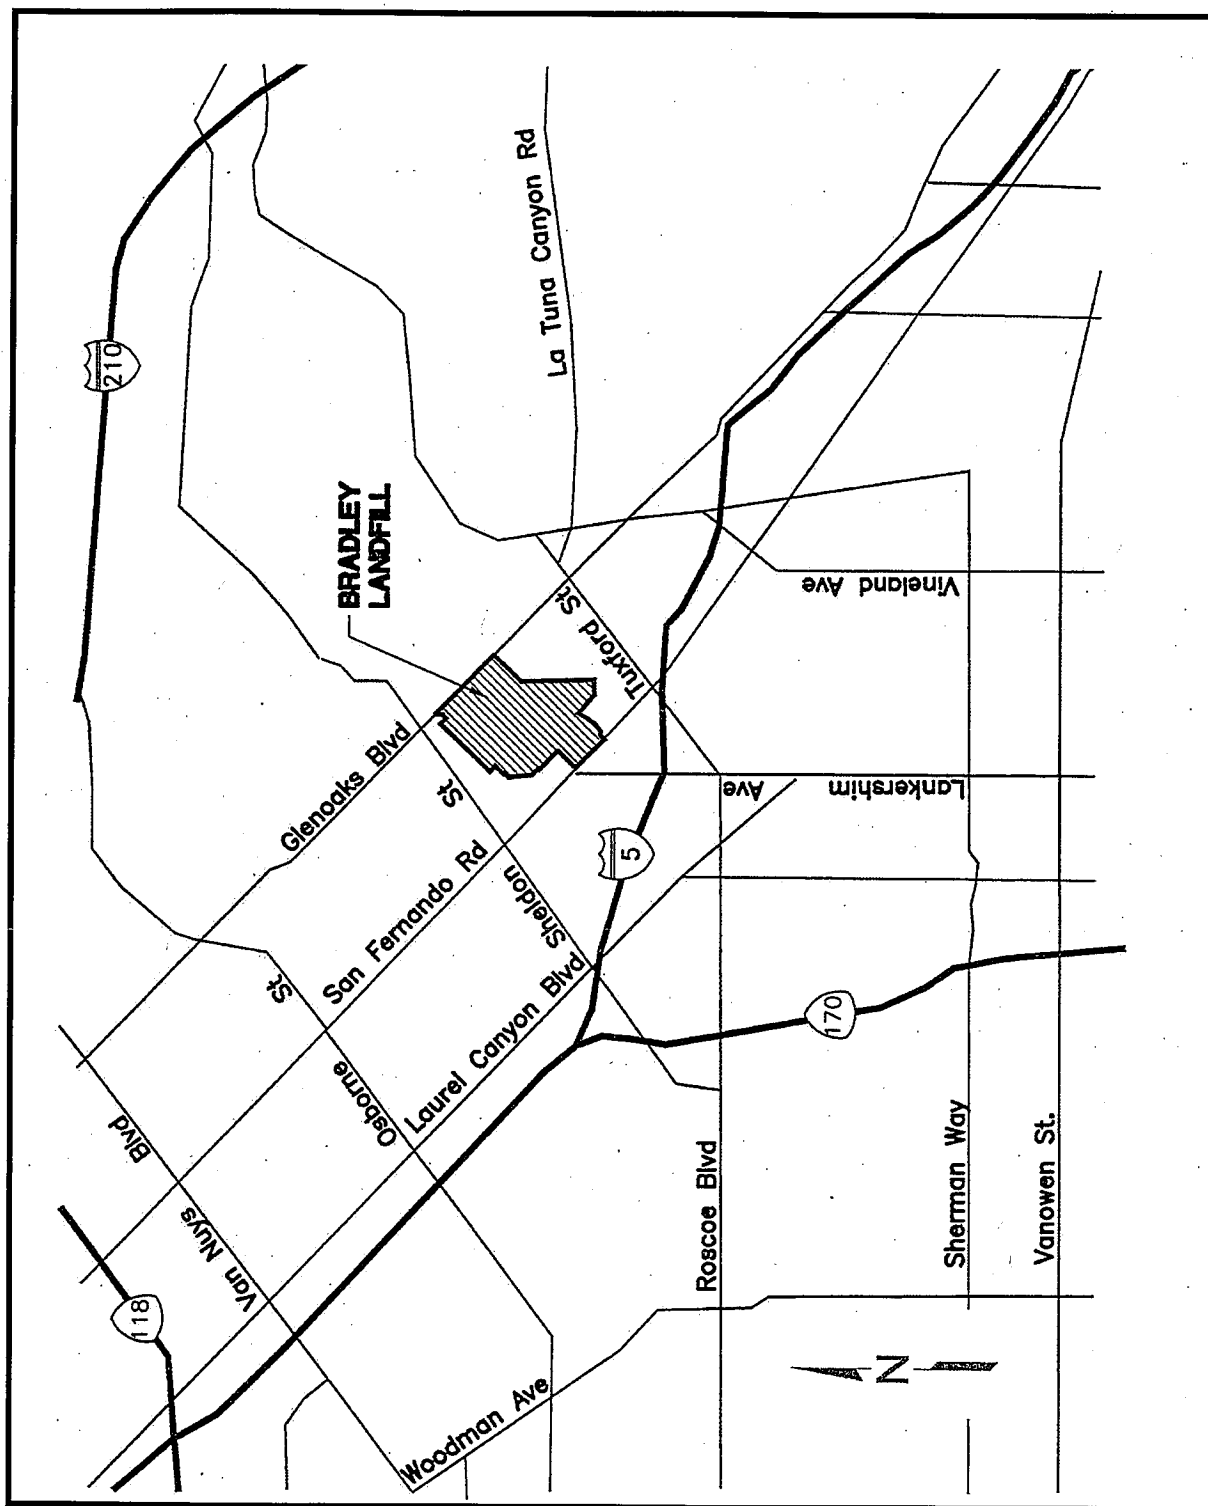 210
La Tuna Canyon Rd
BRADLEY
LANDFILL
Glenoaks Blvd
Tuxford St
Vineland Ave
San Fernando Rd
Sheldon St
Lankershim Ave
5
Laurel Canyon Blvd
Osborne St
170
Van Nuys Blvd
118
Roscoe Blvd
Sherman Way
Vanowen St.
Woodman Ave
N